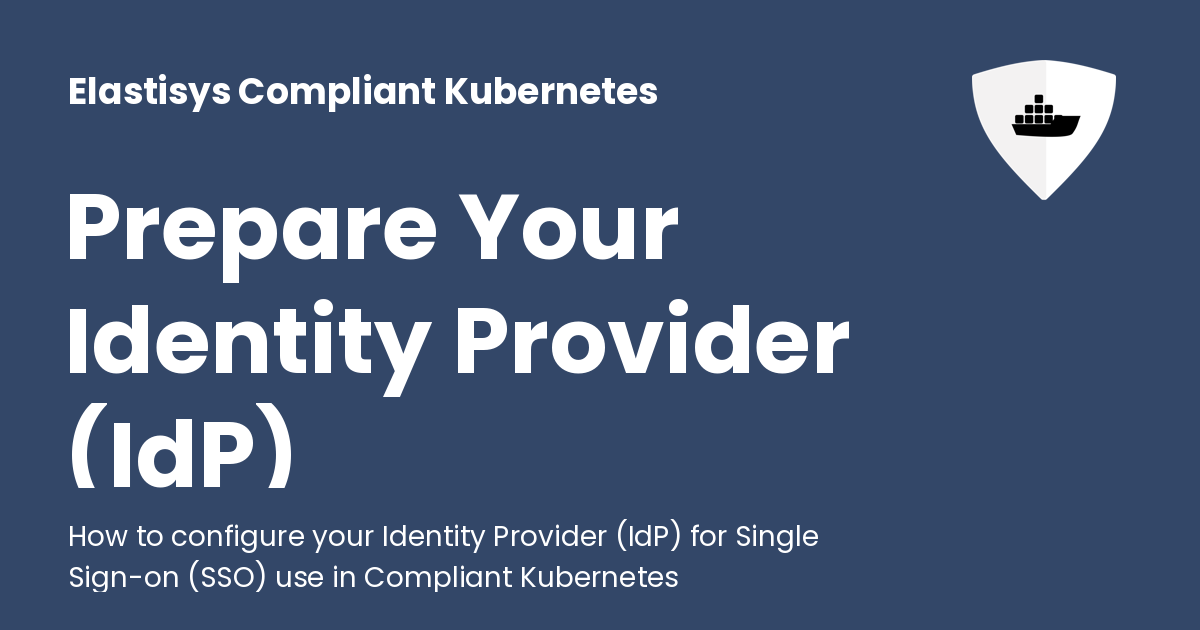 Elastisys Compliant Kubernetes
Prepare Your
Identity Provider
(IdP)
How to configure your Identity Provider (IdP) for Single
Sign-on (SSO) use in Compliant Kubernetes